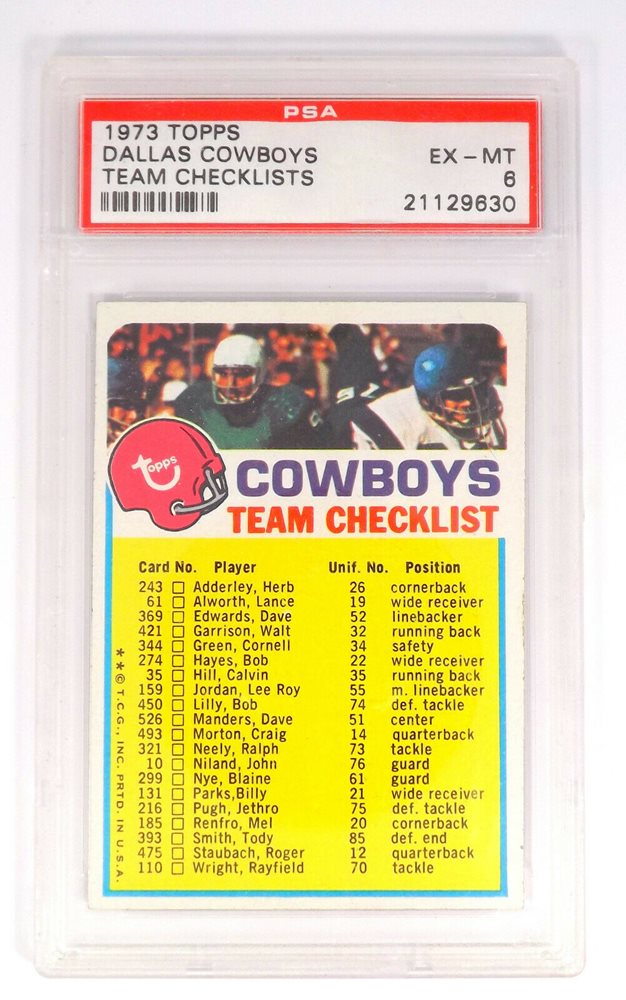 PSA
1973 TOPPS
DALLAS COWBOYS EX - MT
TEAM CHECKLISTS 6
21129630
topps
COWBOYS
TEAM CHECKLIST
Card No. Player Unif. No. Position
243 Adderley, Herb 26 cornerback
61 Alworth, Lance 19 wide receiver
369 Edwards, Dave 52 linebacker
421 Garrison, Walt 32 running back
344 Green, Cornell 34 safety
274 Hayes, Bob 22 wide receiver
35 Hill, Calvin 35 running back
159 Jordan, Lee Roy 55 m. linebacker
450 Lilly, Bob 74 def. tackle
526 Manders, Dave 51 center
493 Morton, Craig 14 quarterback
321 Neely, Ralph 73 tackle
10 Niland, John 76 guard
299 Nye, Blaine 61 guard
131 Parks,Billy 21 wide receiver
216 Pugh, Jethro 75 def. tackle
185 Renfro, Mel 20 cornerback
393 Smith, Tody 85 def. end
475 Staubach, Roger 12 quarterback
110 Wright, Rayfield 70 tackle
**© T.C.G., INC. PRTD. IN U.S.A.